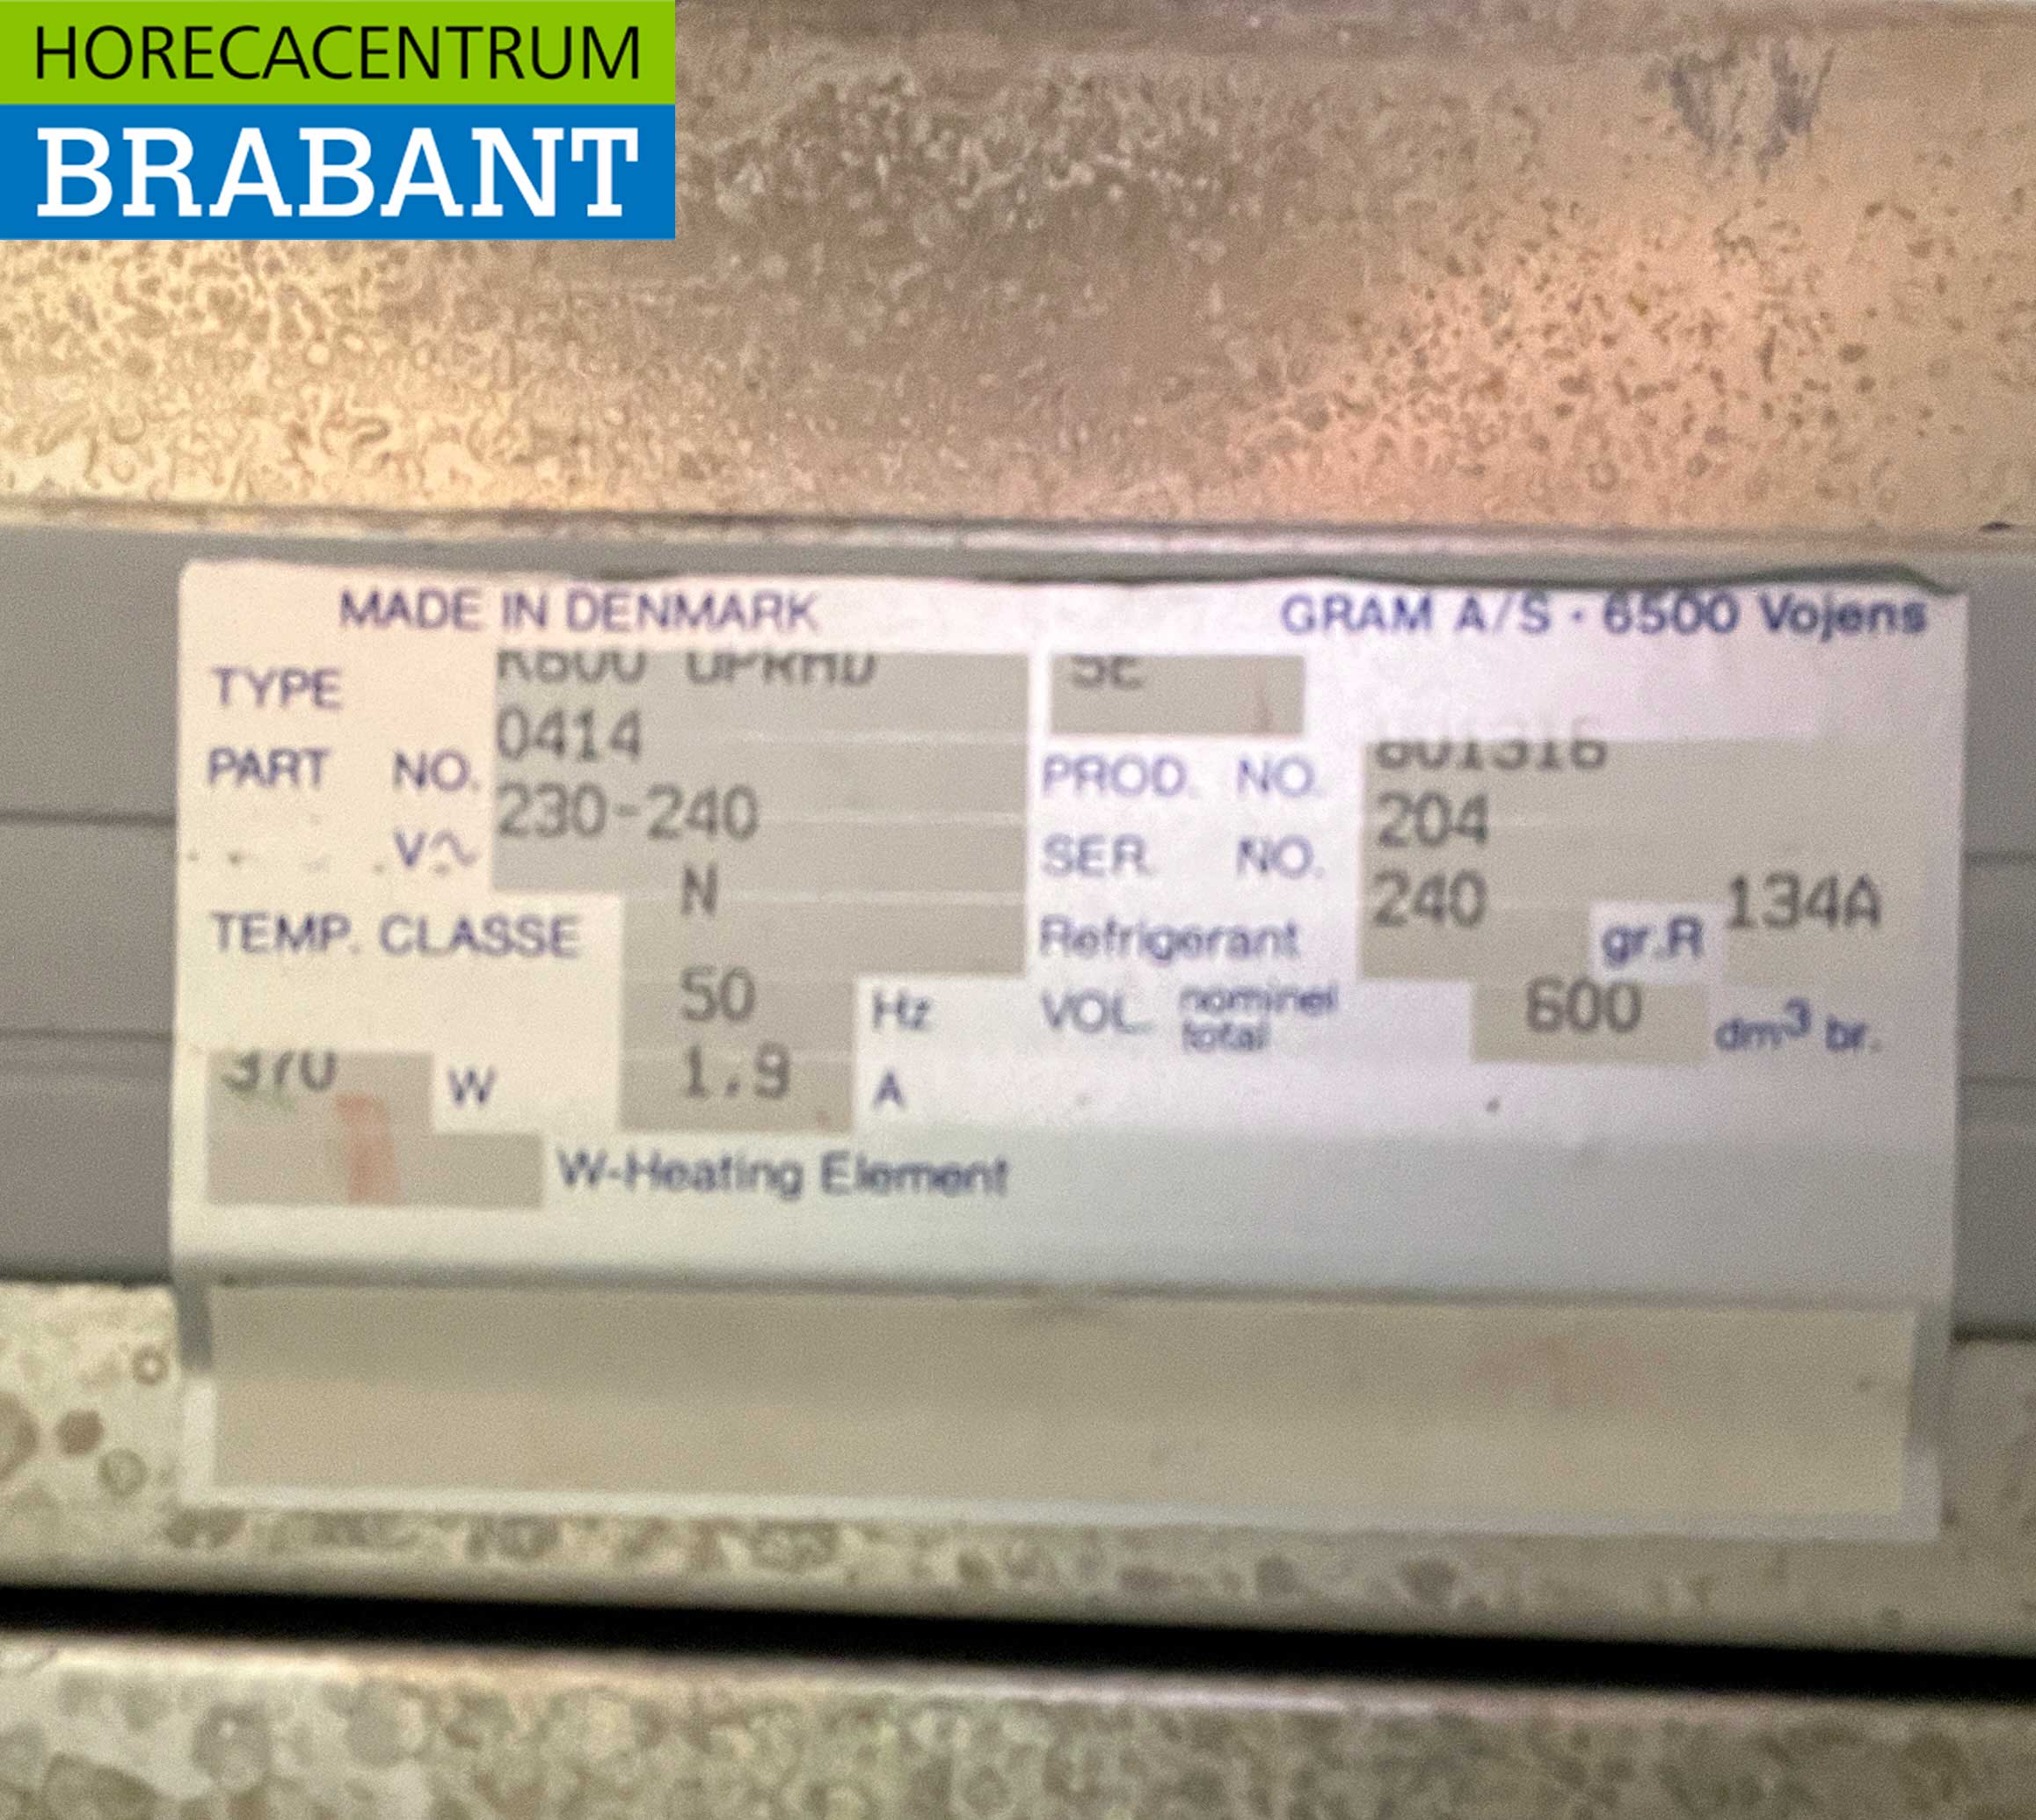 HORECACENTRUM
BRABANT
MADE IN DENMARK GRAM A/S · 6500 Vojens
TYPE
PART NO. 0414 PROD. NO.
V~ 230-240 SER. NO. 204
TEMP. CLASSE N Refrigerant 240 gr.R 134A
50 Hz VOL. nominel total 600 dm³ br.
370 W 1.9 A
W-Heating Element